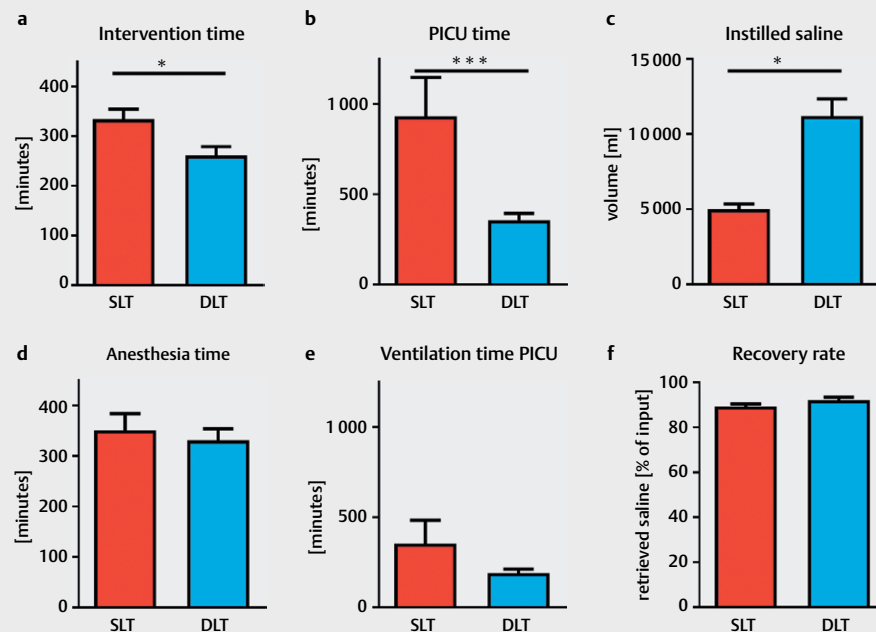 a
Intervention time
*
400
300
200
100
0
[minutes]
SLT DLT
b
PICU time
***
1 000
500
0
[minutes]
SLT DLT
c
Instilled saline
*
15 000
10 000
5 000
0
volume [ml]
SLT DLT
d
Anesthesia time
400
300
200
100
0
[minutes]
SLT DLT
e
Ventilation time PICU
1 000
500
0
[minutes]
SLT DLT
f
Recovery rate
100
80
60
40
20
0
retrieved saline [% of input]
SLT DLT